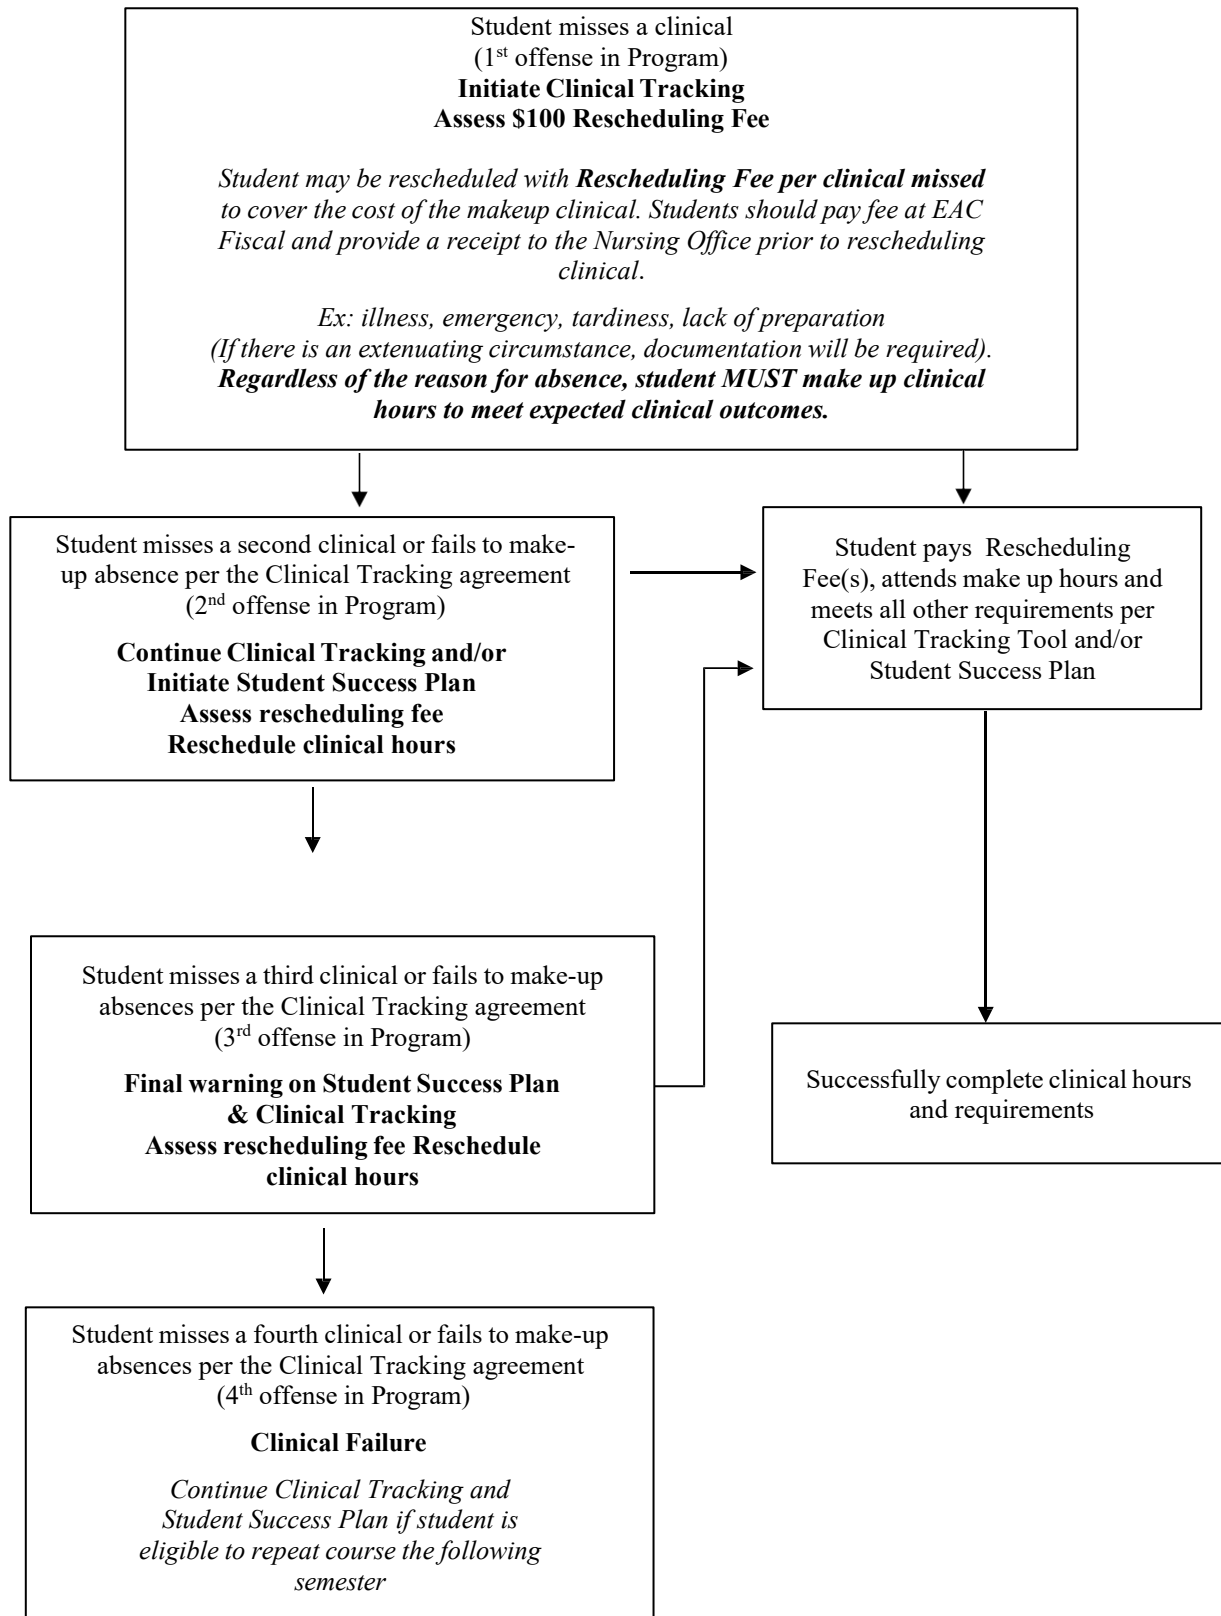 Student misses a clinical
(1st offense in Program)
Initiate Clinical Tracking
Assess $100 Rescheduling Fee
Student may be rescheduled with Rescheduling Fee per clinical missed
to cover the cost of the makeup clinical. Students should pay fee at EAC
Fiscal and provide a receipt to the Nursing Office prior to rescheduling
clinical.
Ex: illness, emergency, tardiness, lack of preparation
(If there is an extenuating circumstance, documentation will be required).
Regardless of the reason for absence, student MUST make up clinical
hours to meet expected clinical outcomes.
Student misses a second clinical or fails to make-
up absence per the Clinical Tracking agreement
(2nd offense in Program)
Continue Clinical Tracking and/or
Initiate Student Success Plan
Assess rescheduling fee
Reschedule clinical hours
Student pays Rescheduling
Fee(s), attends make up hours and
meets all other requirements per
Clinical Tracking Tool and/or
Student Success Plan
Student misses a third clinical or fails to make-up
absences per the Clinical Tracking agreement
(3rd offense in Program)
Final warning on Student Success Plan
& Clinical Tracking
Assess rescheduling fee Reschedule
clinical hours
Successfully complete clinical hours
and requirements
Student misses a fourth clinical or fails to make-up
absences per the Clinical Tracking agreement
(4th offense in Program)
Clinical Failure
Continue Clinical Tracking and
Student Success Plan if student is
eligible to repeat course the following
semester